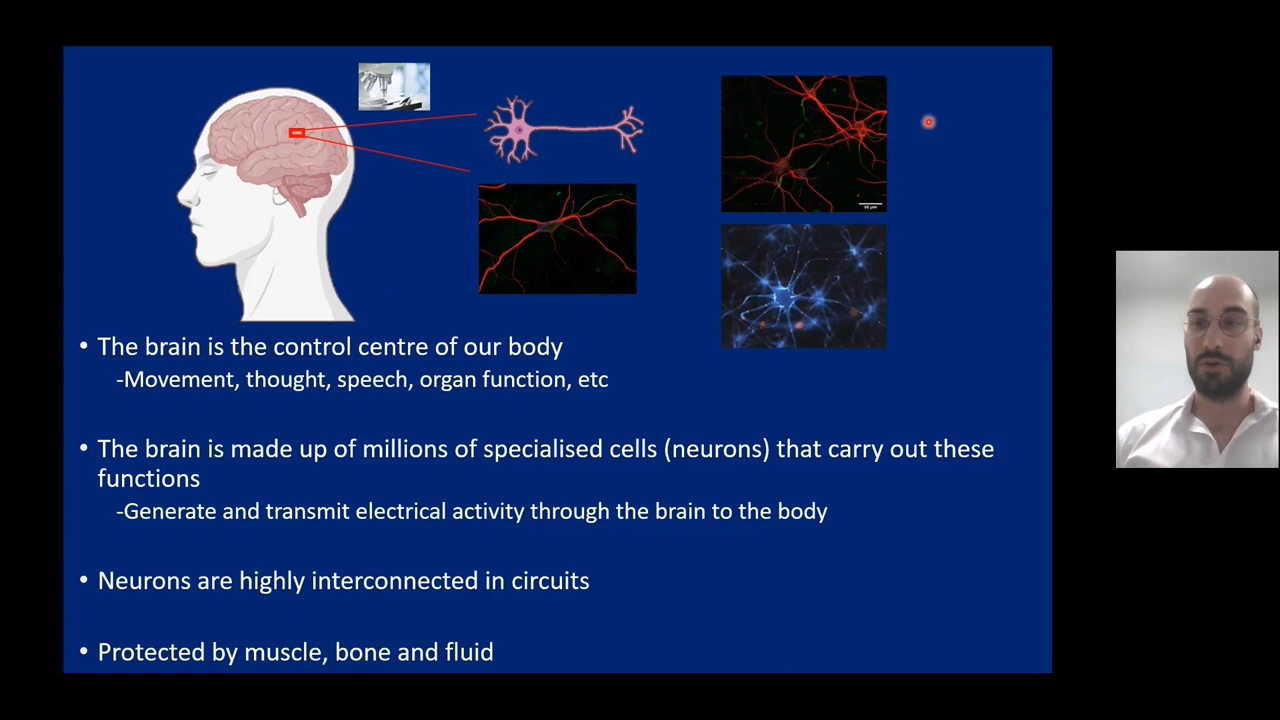 • The brain is the control centre of our body
-Movement, thought, speech, organ function, etc
• The brain is made up of millions of specialised cells (neurons) that carry out these
functions
-Generate and transmit electrical activity through the brain to the body
• Neurons are highly interconnected in circuits
• Protected by muscle, bone and fluid